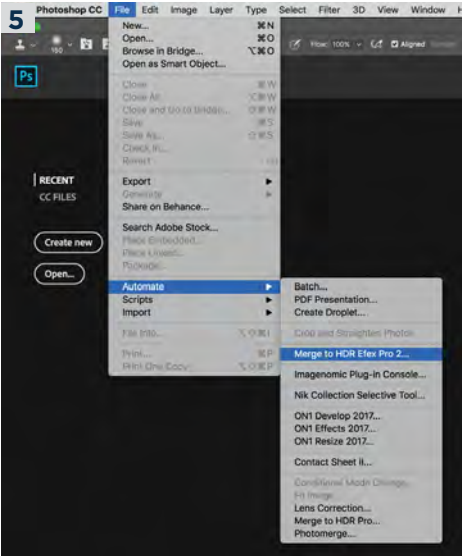 5
Photoshop CC File Edit Image Layer Type Select Filter 3D View Window H
150 Flow: 100% Aligned
Ps
New... ⌘N
Open... ⌘O
Browse in Bridge... ⌥⌘O
Open as Smart Object...
Close ⌘W
Close All ⌥⌘W
Close and Go to Bridge... ⇧⌘W
Save ⌘S
Save As... ⇧⌘S
Check In...
Revert
RECENT
CC FILES
Create new
Open...
Export
Generate
Share on Behance...
Search Adobe Stock...
Place Embedded...
Place Linked...
Package...
Automate
Scripts
Import
File Info... ⌥⇧⌘I
Print... ⌘P
Print One Copy ⌥⇧⌘P
Batch...
PDF Presentation...
Create Droplet...
Crop and Straighten Photos
Merge to HDR Efex Pro 2...
Imagenomic Plug-in Console...
Nik Collection Selective Tool...
ON1 Develop 2017...
ON1 Effects 2017...
ON1 Resize 2017...
Contact Sheet II...
Conditional Mode Change...
Fit Image...
Lens Correction...
Merge to HDR Pro...
Photomerge...